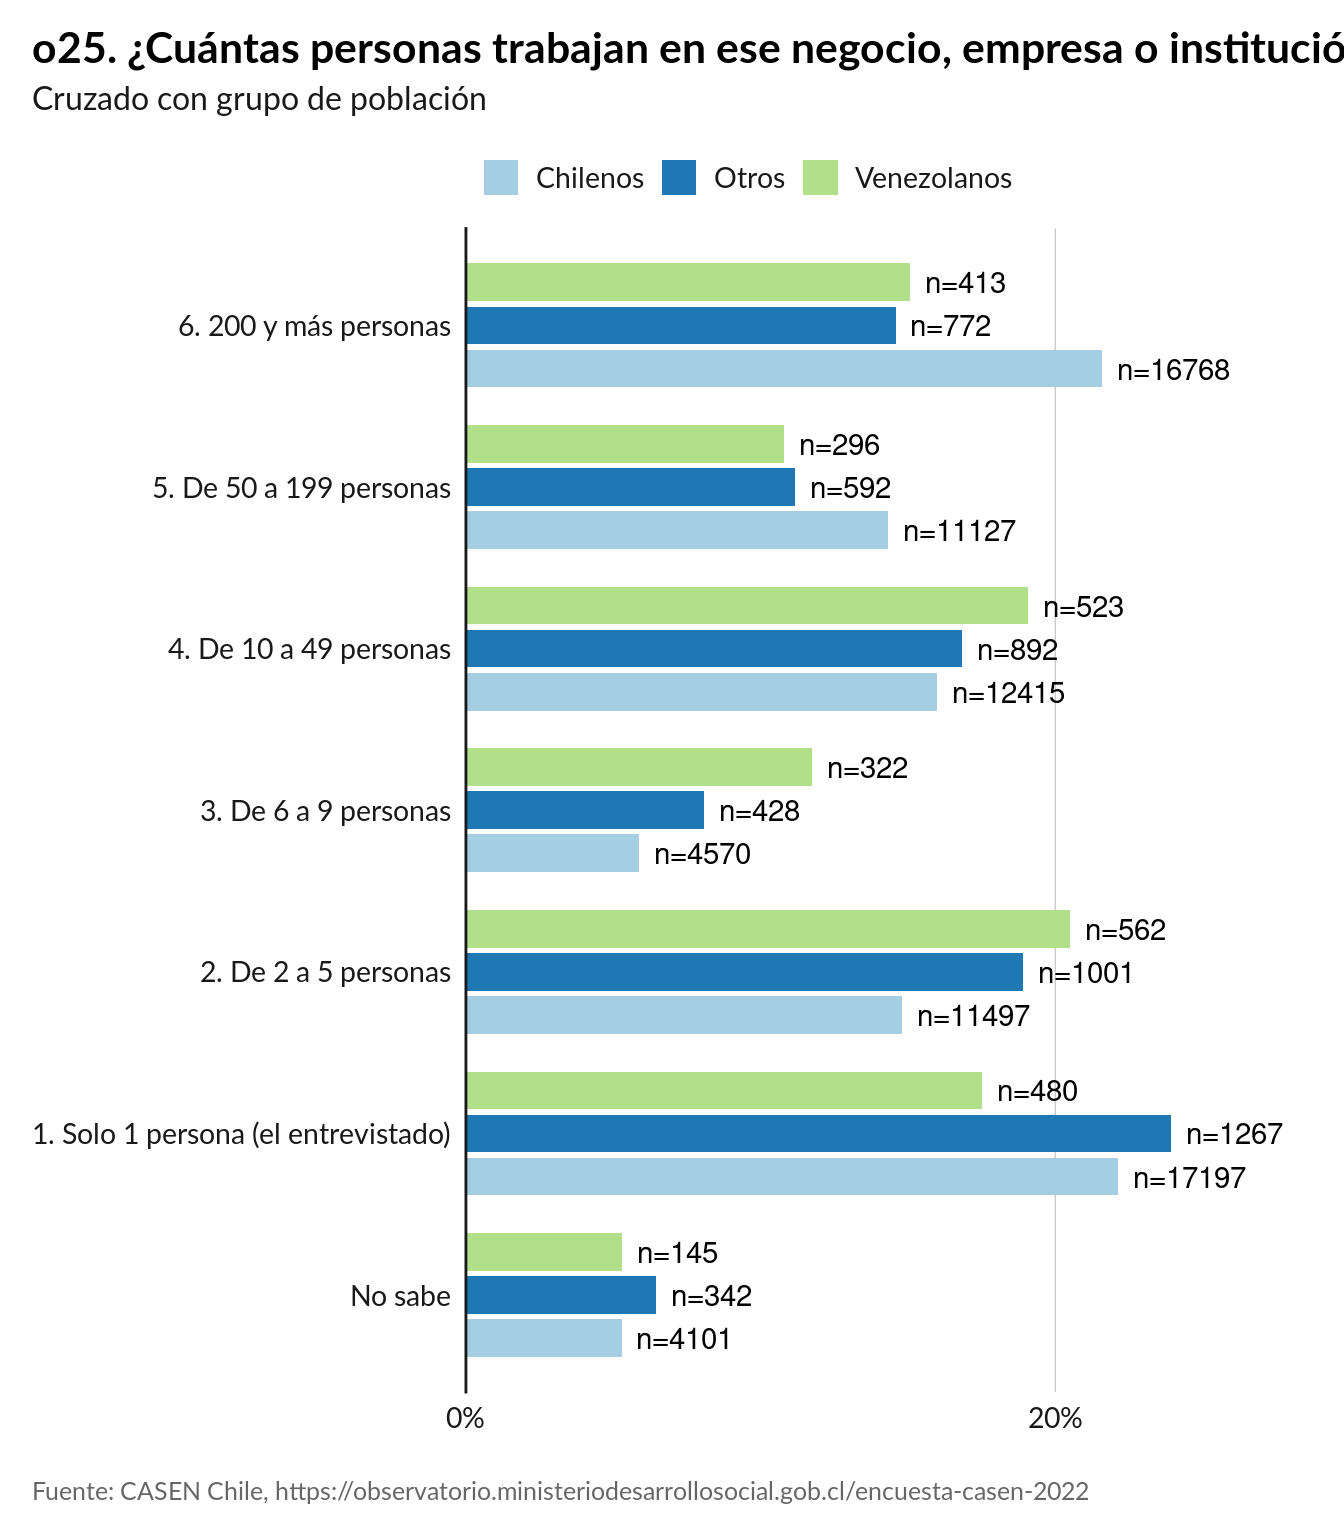 o25. ¿Cuántas personas trabajan en ese negocio, empresa o institució
Cruzado con grupo de población
Chilenos Otros Venezolanos
n=413
6. 200 y más personas n=772
n=16768
n=296
5. De 50 a 199 personas n=592
n=11127
n=523
4. De 10 a 49 personas n=892
n=12415
n=322
3. De 6 a 9 personas n=428
n=4570
n=562
2. De 2 a 5 personas n=1001
n=11497
n=480
1. Solo 1 persona (el entrevistado) n=1267
n=17197
n=145
No sabe n=342
n=4101
0% 20%
Fuente: CASEN Chile, https://observatorio.ministeriodesarrollosocial.gob.cl/encuesta-casen-2022